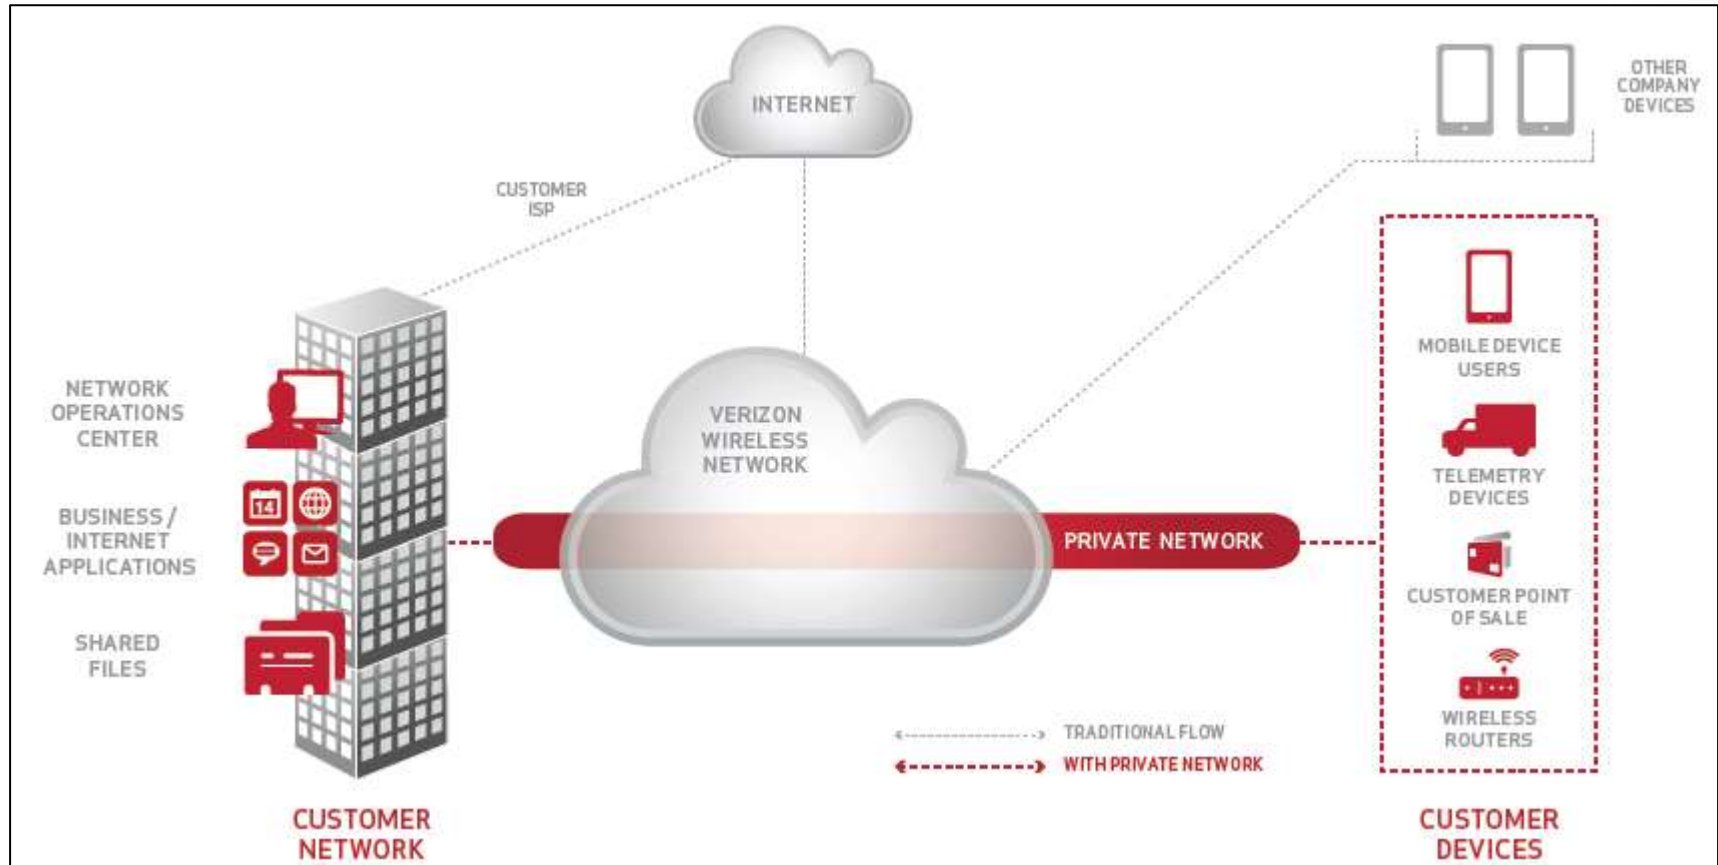 INTERNET
OTHER
COMPANY
DEVICES
CUSTOMER
ISP
MOBILE DEVICE
USERS
NETWORK
OPERATIONS
CENTER
VERIZON
WIRELESS
NETWORK
TELEMETRY
DEVICES
14
BUSINESS /
INTERNET
APPLICATIONS
PRIVATE NETWORK
CUSTOMER POINT
OF SALE
SHARED
FILES
WIRELESS
ROUTERS
TRADITIONAL FLOW
WITH PRIVATE NETWORK
CUSTOMER
NETWORK
CUSTOMER
DEVICES